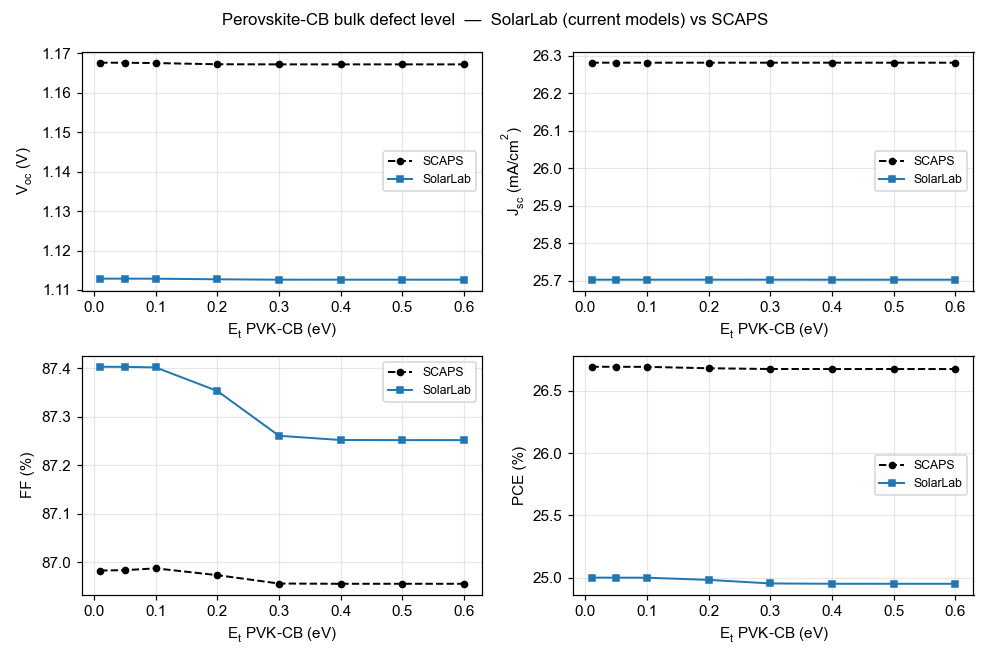 Perovskite-CB bulk defect level — SolarLab (current models) vs SCAPS
1.17
1.16
1.15
1.14
1.13
1.12
1.11
V_oc (V)
SCAPS
SolarLab
0.0 0.1 0.2 0.3 0.4 0.5 0.6
E_t PVK-CB (eV)
26.3
26.2
26.1
26.0
25.9
25.8
25.7
J_sc (mA/cm^2)
SCAPS
SolarLab
0.0 0.1 0.2 0.3 0.4 0.5 0.6
E_t PVK-CB (eV)
87.4
87.3
87.2
87.1
87.0
FF (%)
SCAPS
SolarLab
0.0 0.1 0.2 0.3 0.4 0.5 0.6
E_t PVK-CB (eV)
26.5
26.0
25.5
25.0
PCE (%)
SCAPS
SolarLab
0.0 0.1 0.2 0.3 0.4 0.5 0.6
E_t PVK-CB (eV)